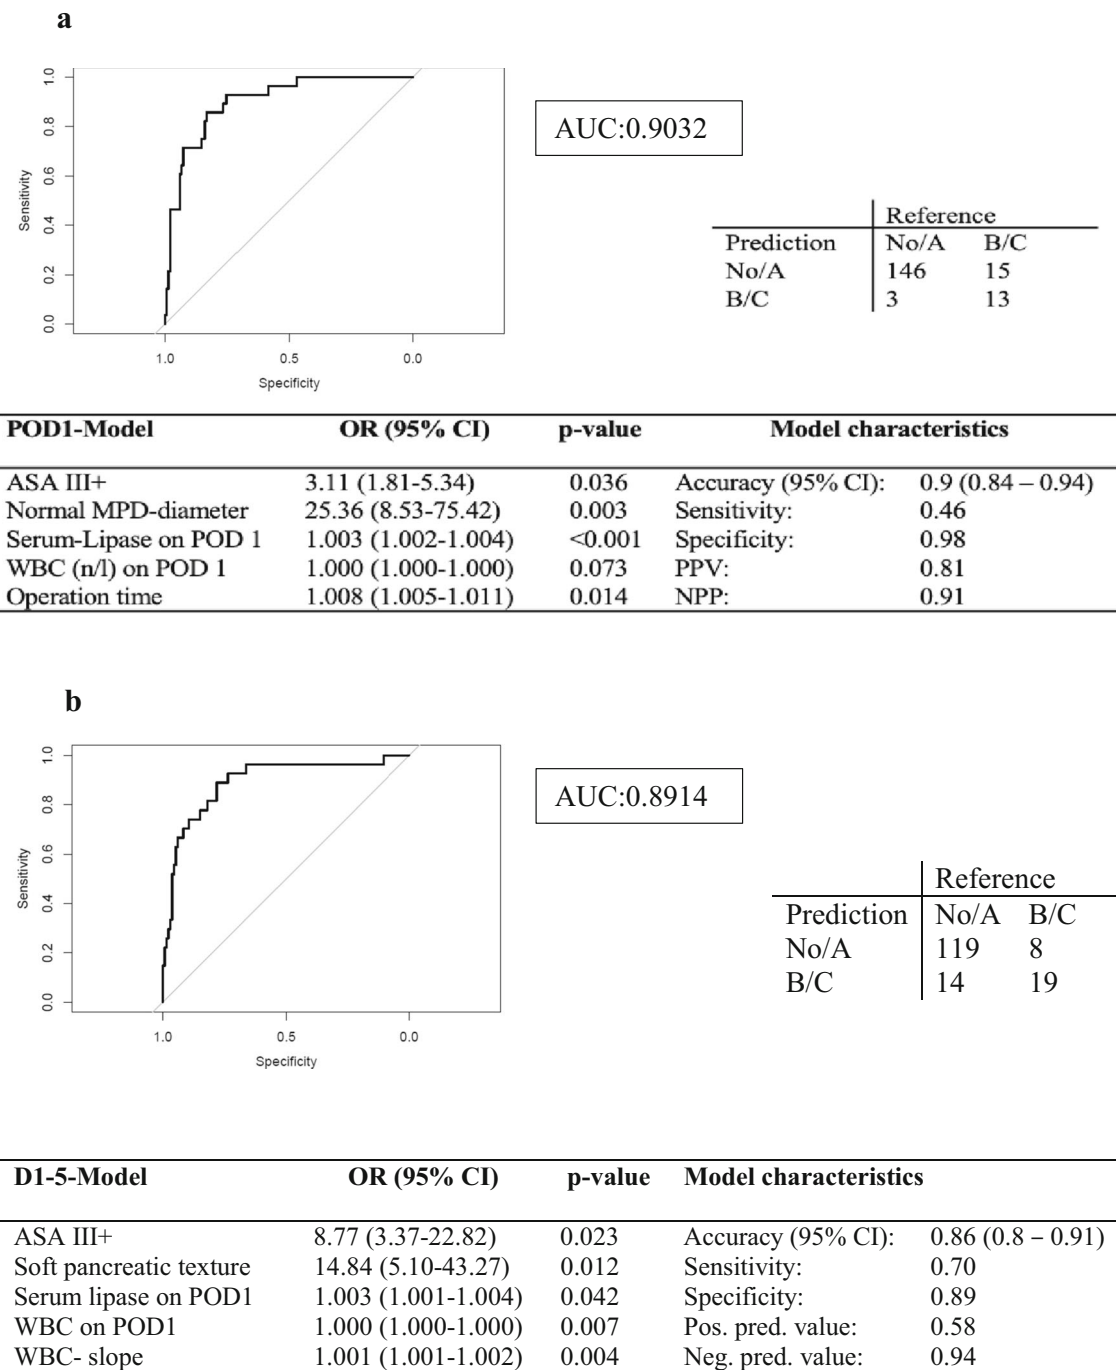 a
1.0
0.8
0.6
0.4
0.2
0.0
Sensitivity
1.0 0.5 0.0
Specificity
AUC:0.9032
Reference
Prediction No/A B/C
No/A 146 15
B/C 3 13
POD1-Model OR (95% CI) p-value Model characteristics
ASA III+ 3.11 (1.81-5.34) 0.036 Accuracy (95% CI): 0.9 (0.84 – 0.94)
Normal MPD-diameter 25.36 (8.53-75.42) 0.003 Sensitivity: 0.46
Serum-Lipase on POD 1 1.003 (1.002-1.004) <0.001 Specificity: 0.98
WBC (n/l) on POD 1 1.000 (1.000-1.000) 0.073 PPV: 0.81
Operation time 1.008 (1.005-1.011) 0.014 NPP: 0.91
b
1.0
0.8
0.6
0.4
0.2
0.0
Sensitivity
1.0 0.5 0.0
Specificity
AUC:0.8914
Reference
Prediction No/A B/C
No/A 119 8
B/C 14 19
D1-5-Model OR (95% CI) p-value Model characteristics
ASA III+ 8.77 (3.37-22.82) 0.023 Accuracy (95% CI): 0.86 (0.8 – 0.91)
Soft pancreatic texture 14.84 (5.10-43.27) 0.012 Sensitivity: 0.70
Serum lipase on POD1 1.003 (1.001-1.004) 0.042 Specificity: 0.89
WBC on POD1 1.000 (1.000-1.000) 0.007 Pos. pred. value: 0.58
WBC- slope 1.001 (1.001-1.002) 0.004 Neg. pred. value: 0.94